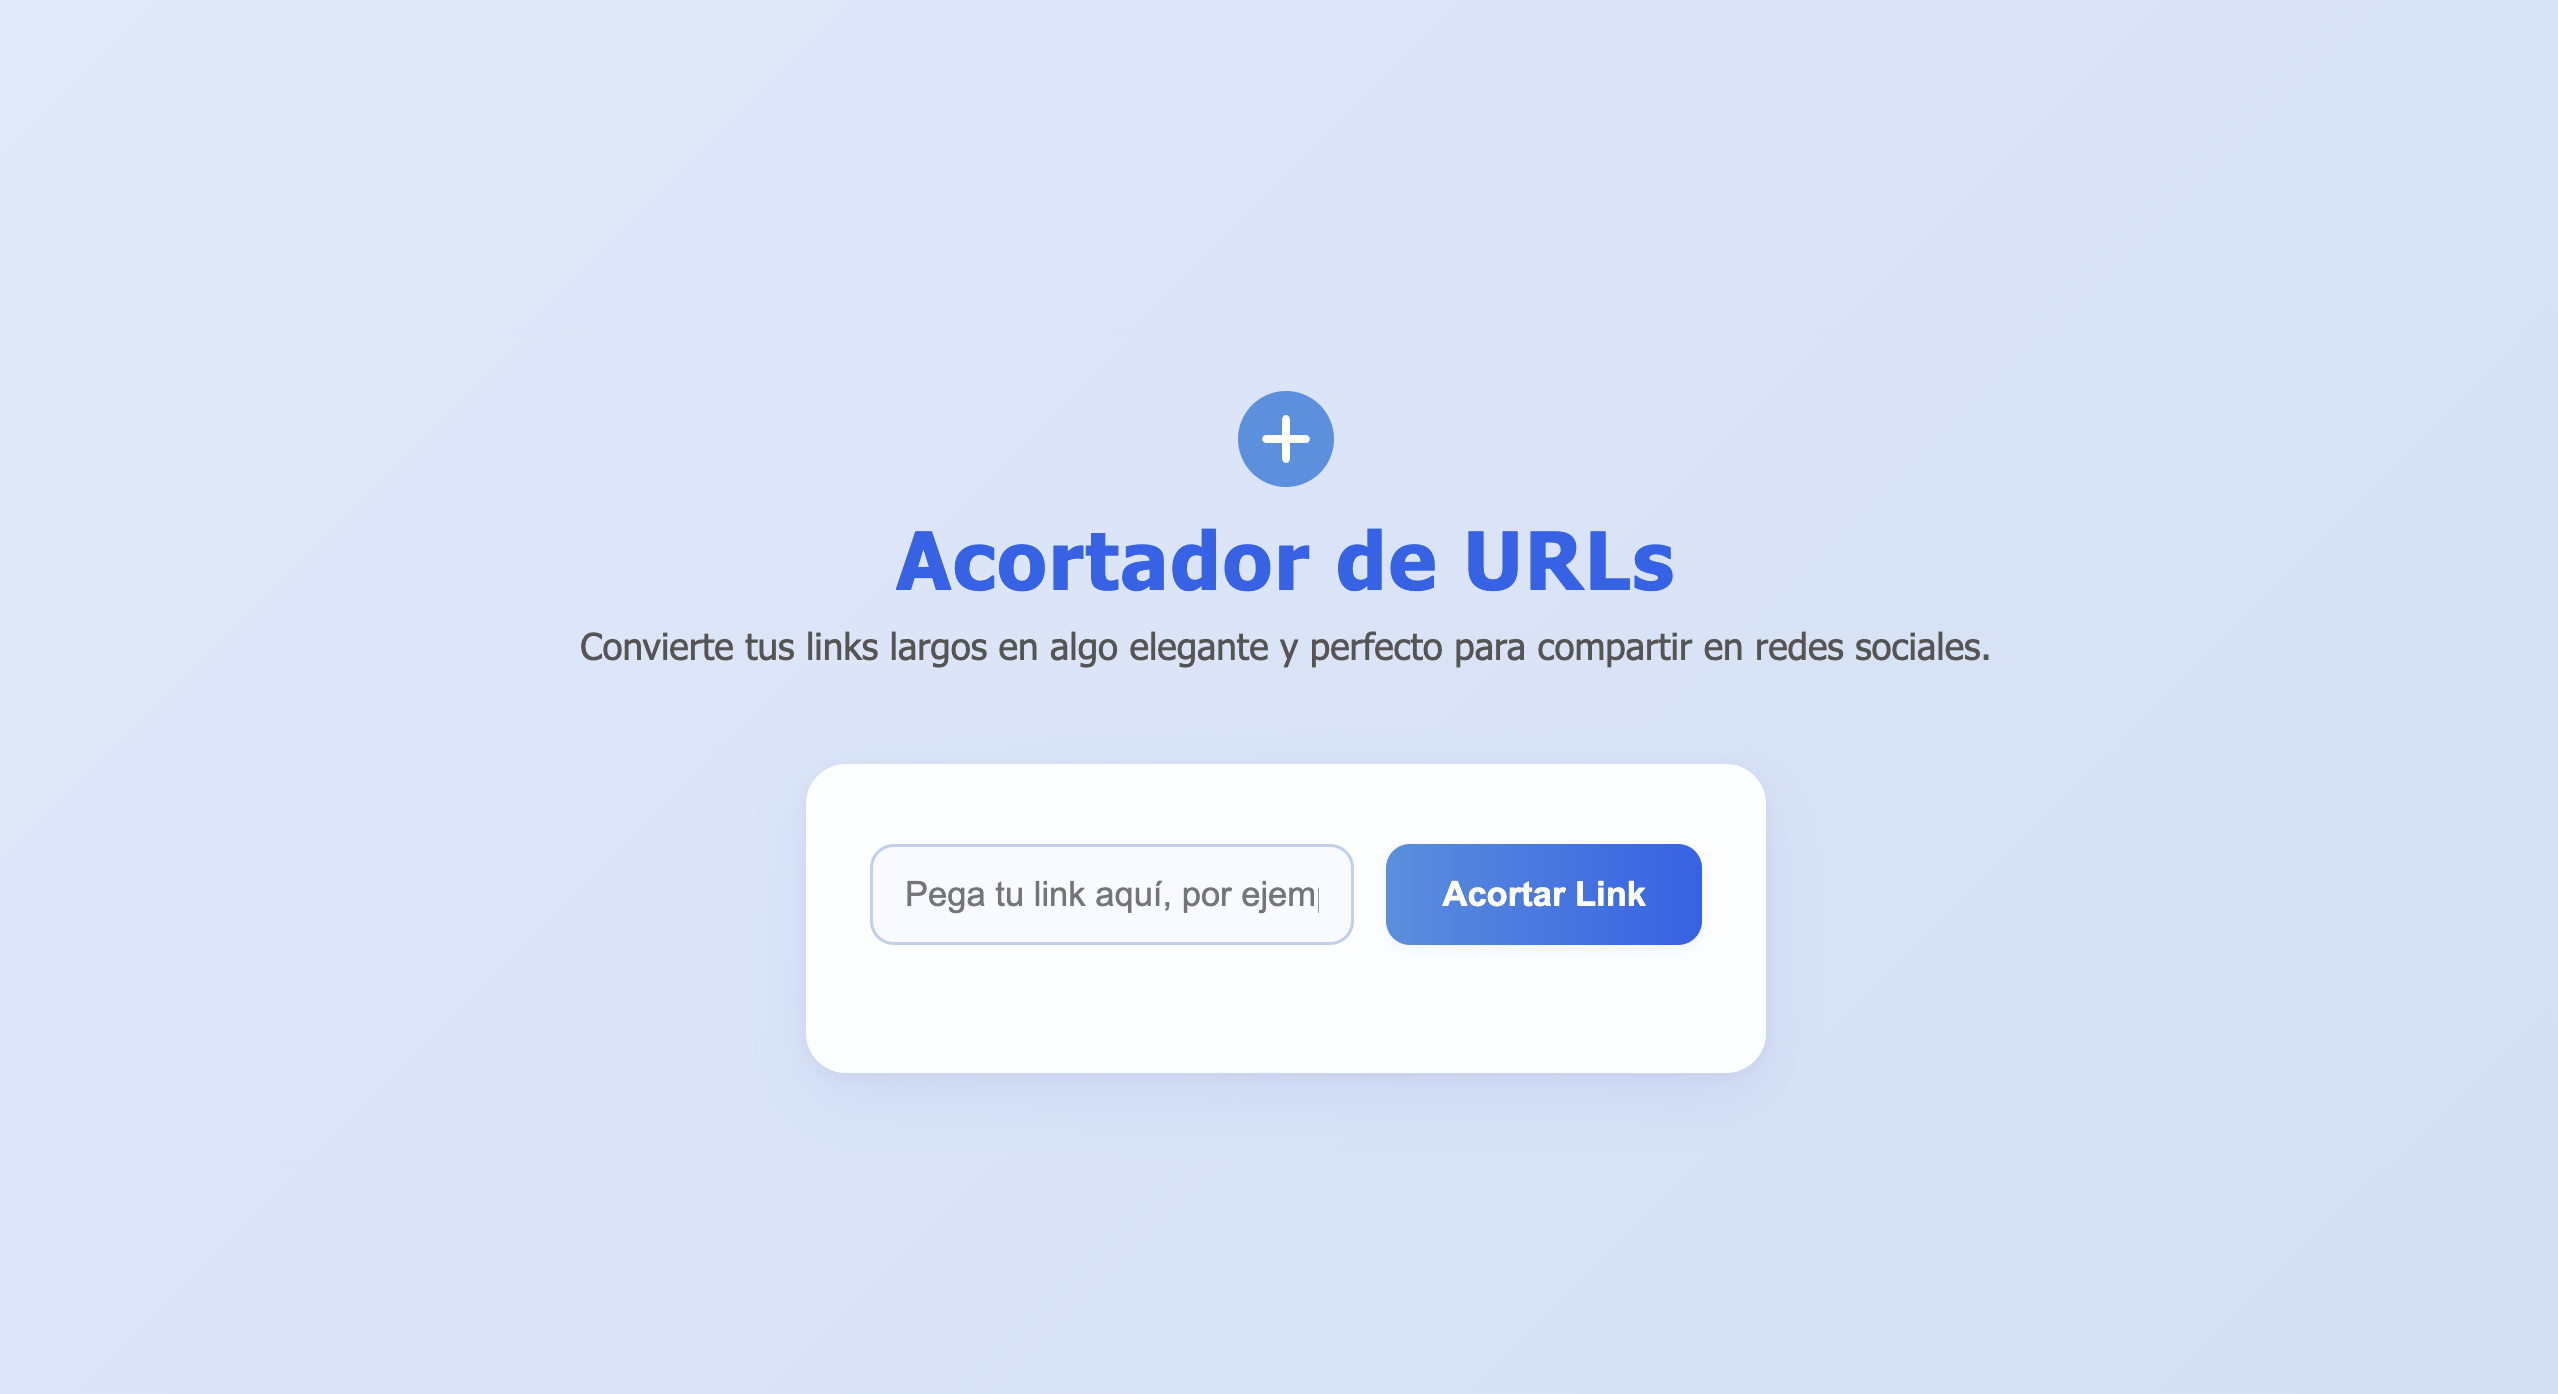 Acortador de URLs
Convierte tus links largos en algo elegante y perfecto para compartir en redes sociales.
Pega tu link aquí, por ejem
Acortar Link